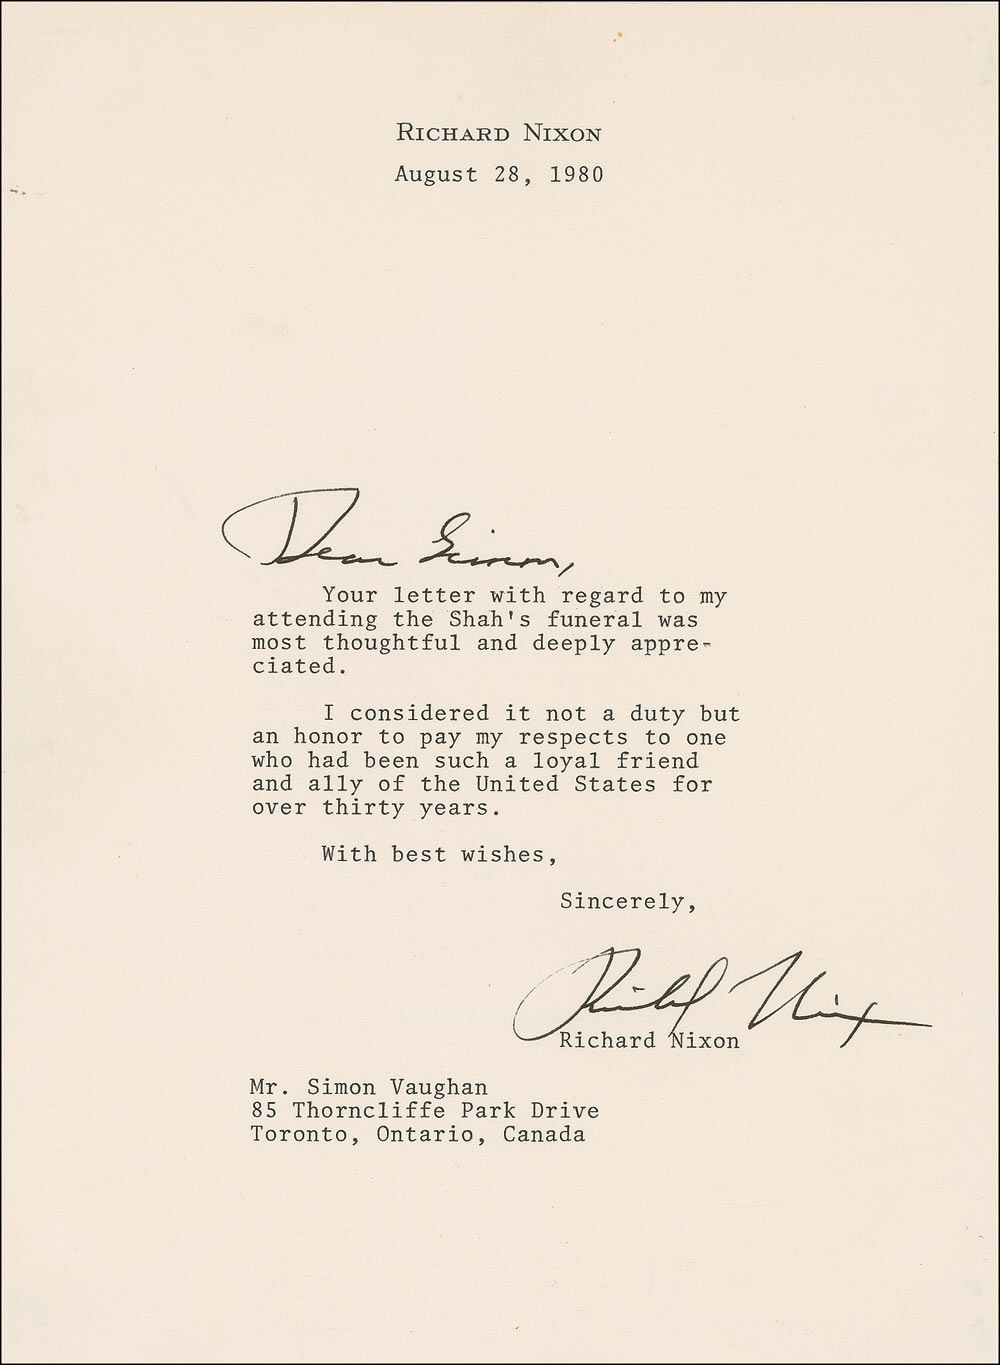 RICHARD NIXON
August 28, 1980
Dear Simon,
Your letter with regard to my
attending the Shah's funeral was
most thoughtful and deeply appre-
ciated.
I considered it not a duty but
an honor to pay my respects to one
who had been such a loyal friend
and ally of the United States for
over thirty years.
With best wishes,
Sincerely,
Richard Nixon
Richard Nixon
Mr. Simon Vaughan
85 Thorncliffe Park Drive
Toronto, Ontario, Canada